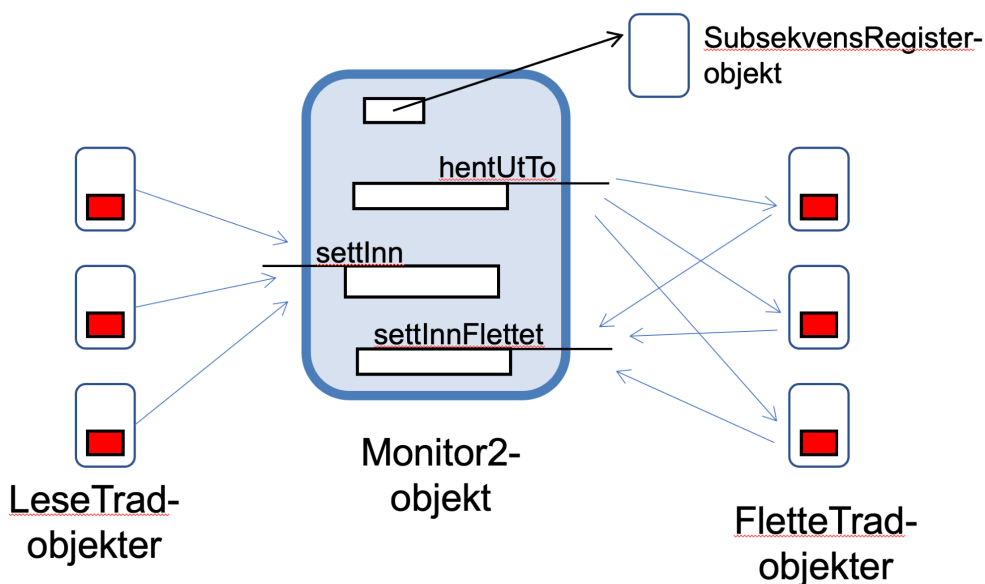 SubsekvensRegister-
objekt
hentUtTo
settInn
settInnFlettet
Monitor2-
objekt
LeseTrad-
objekter
FletteTrad-
objekter